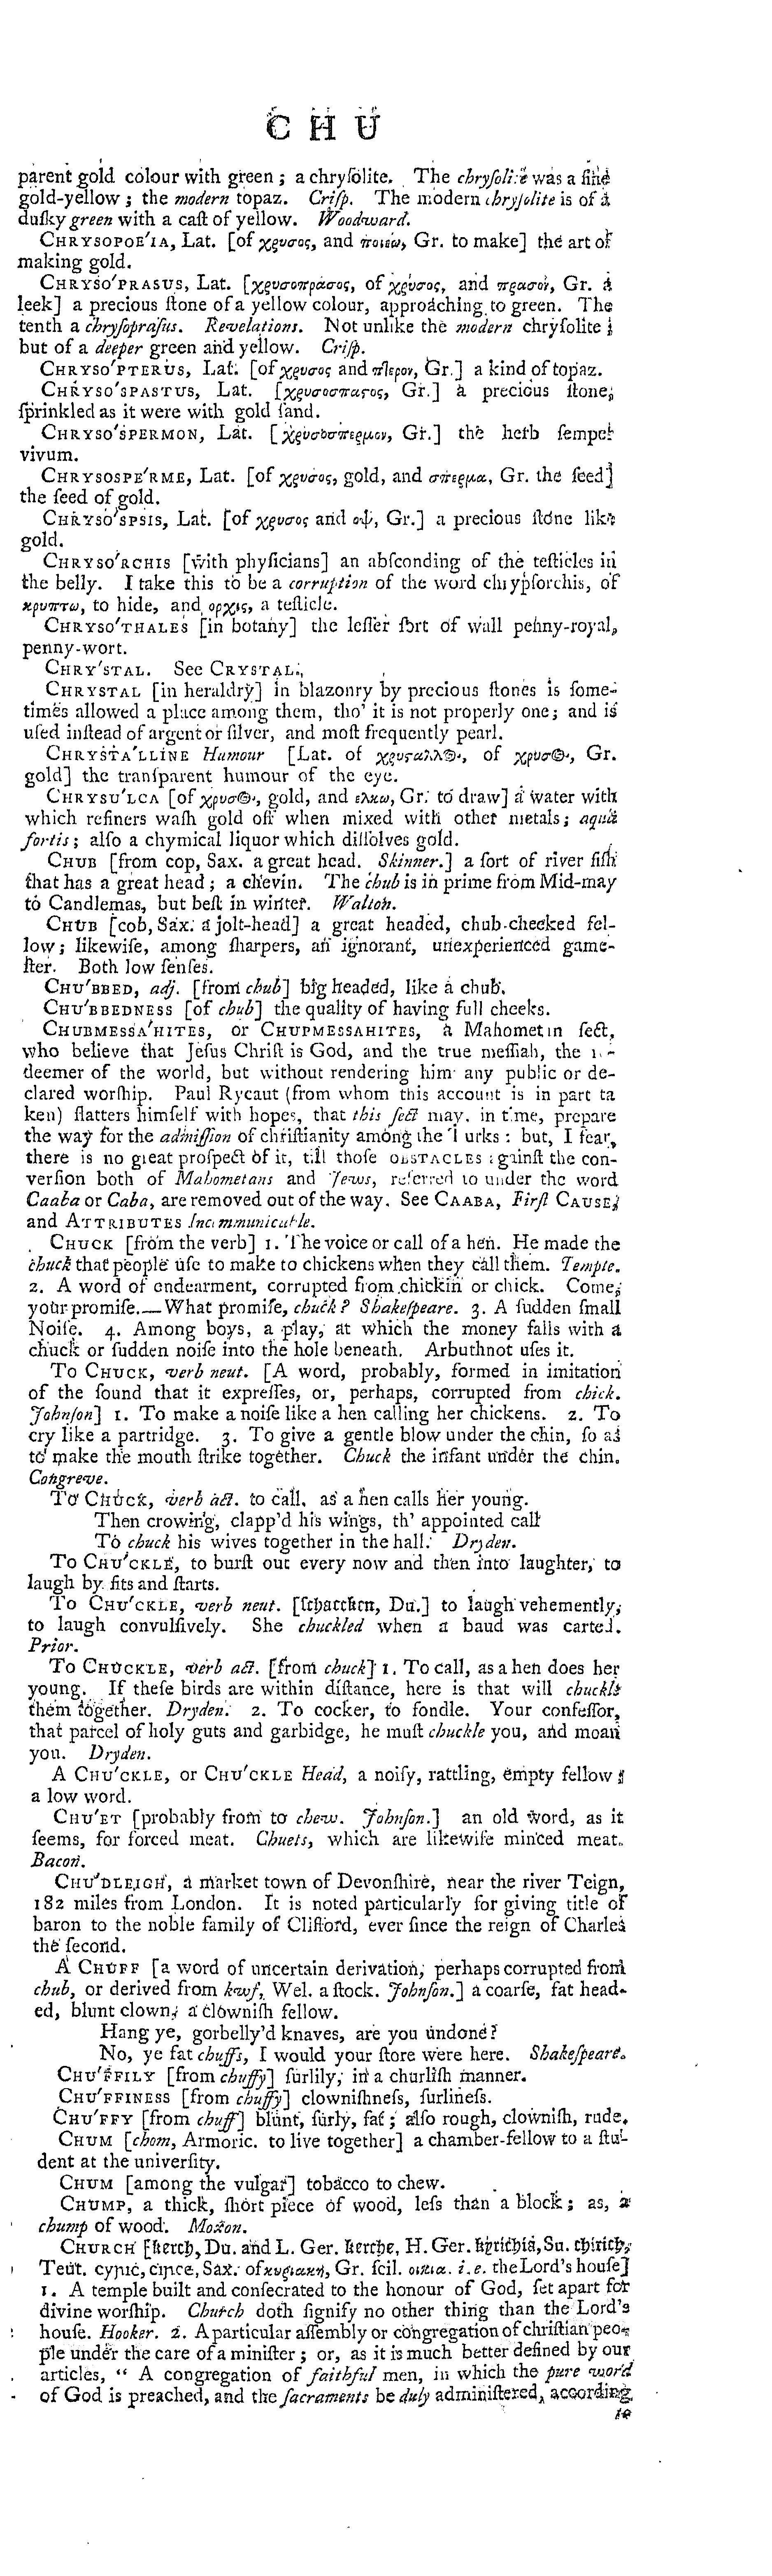 C H U
parent gold colour with green; a chryſolite. The chryſolite was a fine
gold-yellow; the modern topaz. Criſp. The modern chryſolite is of a
duſky green with a caſt of yellow. Woodward.
CHRYSOPOE'IA, Lat. [of χρυσος, and ποιεω, Gr. to make] the art of
making gold.
CHRYSO'PRASUS, Lat. [χρυσοπρασος, of χρυσος, and πρασον, Gr. a
leek] a precious ſtone of a yellow colour, approaching to green. The
tenth a chryſopraſus. Revelations. Not unlike the modern chryſolite;
but of a deeper green and yellow. Criſp.
CHRYSO'PTERUS, Lat. [of χρυσος and πτερον, Gr.] a kind of topaz.
CHRYSO'SPASTUS, Lat. [χρυσοσπαςος, Gr.] a precious ſtone,
ſprinkled as it were with gold ſand.
CHRYSO'SPERMON, Lat. [χρυσοσπερμον, Gr.] the herb ſemper
vivum.
CHRYSOSPE'RME, Lat. [of χρυσος, gold, and σπερμα, Gr. the ſeed]
the ſeed of gold.
CHRYSO'SPSIS, Lat. [of χρυσος and οψ, Gr.] a precious ſtone like
gold.
CHRYSO'RCHIS [with phyſicians] an abſconding of the teſticles in
the belly. I take this to be a corruption of the word chrypſorchis, of
κρυπτω, to hide, and ορχις, a teſticle.
CHRYSO'THALES [in botany] the leſſer ſort of wall penny-royal,
penny-wort.
CHRY'STAL. See CRYSTAL.
CHRYSTAL [in heraldry] in blazonry by precious ſtones is ſome-
times allowed a place among them, tho' it is not properly one; and is
uſed inſtead of argent or ſilver, and moſt frequently pearl.
CHRYSTA'LLINE Humour [Lat. of χρυςαλλος, of χρυσος, Gr.
gold] the tranſparent humour of the eye.
CHRYSU'LCA [of χρυσος, gold, and ελκω, Gr. to draw] a water with
which refiners waſh gold off when mixed with other metals; aqua
fortis; alſo a chymical liquor which diſſolves gold.
CHUB [from cop, Sax. a great head. Skinner.] a ſort of river fiſh
that has a great head; a chevin. The chub is in prime from Mid-may
to Candlemas, but beſt in winter. Walton.
CHUB [cob, Sax. a jolt-head] a great headed, chub-cheeked fel-
low; likewiſe, among ſharpers, an ignorant, unexperienced game-
ſter. Both low ſenſes.
CHU'BBED, adj. [from chub] big headed, like a chub.
CHU'BBEDNESS [of chub] the quality of having full cheeks.
CHUBMESSA'HITES, or CHUPMESSAHITES, a Mahometan ſect,
who believe that Jeſus Chriſt is God, and the true meſſiah, the re-
deemer of the world, but without rendering him any public or de-
clared worſhip. Paul Rycaut (from whom this account is in part ta
ken) flatters himſelf with hopes, that this ſect may, in time, prepare
the way for the admiſſion of chriſtianity among the Turks: but, I fear,
there is no great proſpect of it, till thoſe OBSTACLES againſt the con-
verſion both of Mahometans and Jews, referred to under the word
Caaba or Caba, are removed out of the way. See CAABA, Firſt CAUSE,
and ATTRIBUTES Incommunicable.
CHUCK [from the verb] 1. The voice or call of a hen. He made the
chuck that people uſe to make to chickens when they call them. Temple.
2. A word of endearment, corrupted from chickin or chick. Come,
your promiſe.—What promiſe, chuck? Shakeſpeare. 3. A ſudden ſmall
Noiſe. 4. Among boys, a play, at which the money falls with a
chuck or ſudden noiſe into the hole beneath. Arbuthnot uſes it.
To CHUCK, verb neut. [A word, probably, formed in imitation
of the ſound that it expreſſes, or, perhaps, corrupted from chick.
Johnſon] 1. To make a noiſe like a hen calling her chickens. 2. To
cry like a partridge. 3. To give a gentle blow under the chin, ſo as
to make the mouth ſtrike together. Chuck the infant under the chin.
Congreve.
To CHUCK, verb act. to call, as a hen calls her young.
Then crowing, clapp'd his wings, th' appointed call
To chuck his wives together in the hall. Dryden.
To CHU'CKLE, to burſt out every now and then into laughter, to
laugh by fits and ſtarts.
To CHU'CKLE, verb neut. [ſchaecken, Du.] to laugh vehemently,
to laugh convulſively. She chuckled when a baud was carted.
Prior.
To CHUCKLE, verb act. [from chuck] 1. To call, as a hen does her
young. If theſe birds are within diſtance, here is that will chuckle
them together. Dryden. 2. To cocker, to fondle. Your confeſſor,
that parcel of holy guts and garbidge, he muſt chuckle you, and moan
you. Dryden.
A CHU'CKLE, or CHU'CKLE Head, a noiſy, rattling, empty fellow;
a low word.
CHU'ET [probably from to chew. Johnſon.] an old word, as it
ſeems, for forced meat. Chuets, which are likewiſe minced meat.
Bacon.
CHU'DLEIGH, a market town of Devonſhire, near the river Teign,
182 miles from London. It is noted particularly for giving title of
baron to the noble family of Clifford, ever ſince the reign of Charles
the ſecond.
A CHUFF [a word of uncertain derivation, perhaps corrupted from
chub, or derived from kwf, Wel. a ſtock. Johnſon.] a coarſe, fat head-
ed, blunt clown, a clowniſh fellow.
Hang ye, gorbelly'd knaves, are you undone?
No, ye fat chuffs, I would your ſtore were here. Shakeſpeare.
CHU'FFILY [from chuffy] ſurlily, in a churliſh manner.
CHU'FFINESS [from chuffy] clowniſhneſs, ſurlineſs.
CHU'FFY [from chuff] blunt, ſurly, fat; alſo rough, clowniſh, rude.
CHUM [chom, Armoric. to live together] a chamber-fellow to a ſtu-
dent at the univerſity.
CHUM [among the vulgar] tobacco to chew.
CHUMP, a thick, ſhort piece of wood, leſs than a block; as, a
chump of wood. Moxon.
CHURCH [kerch, Du. and L. Ger. kerche, H. Ger. Su.
Teut. cyric, circe, Sax. of κυριακη, Gr. ſcil. οικια. i. e. the Lord's houſe]
1. A temple built and conſecrated to the honour of God, ſet apart for
divine worſhip. Church doth ſignify no other thing than the Lord's
houſe. Hooker. 2. A particular aſſembly or congregation of chriſtian peo-
ple under the care of a miniſter; or, as it is much better defined by our
articles, "A congregation of faithful men, in which the pure word
of God is preached, and the ſacraments be duly adminiſtered, according
to